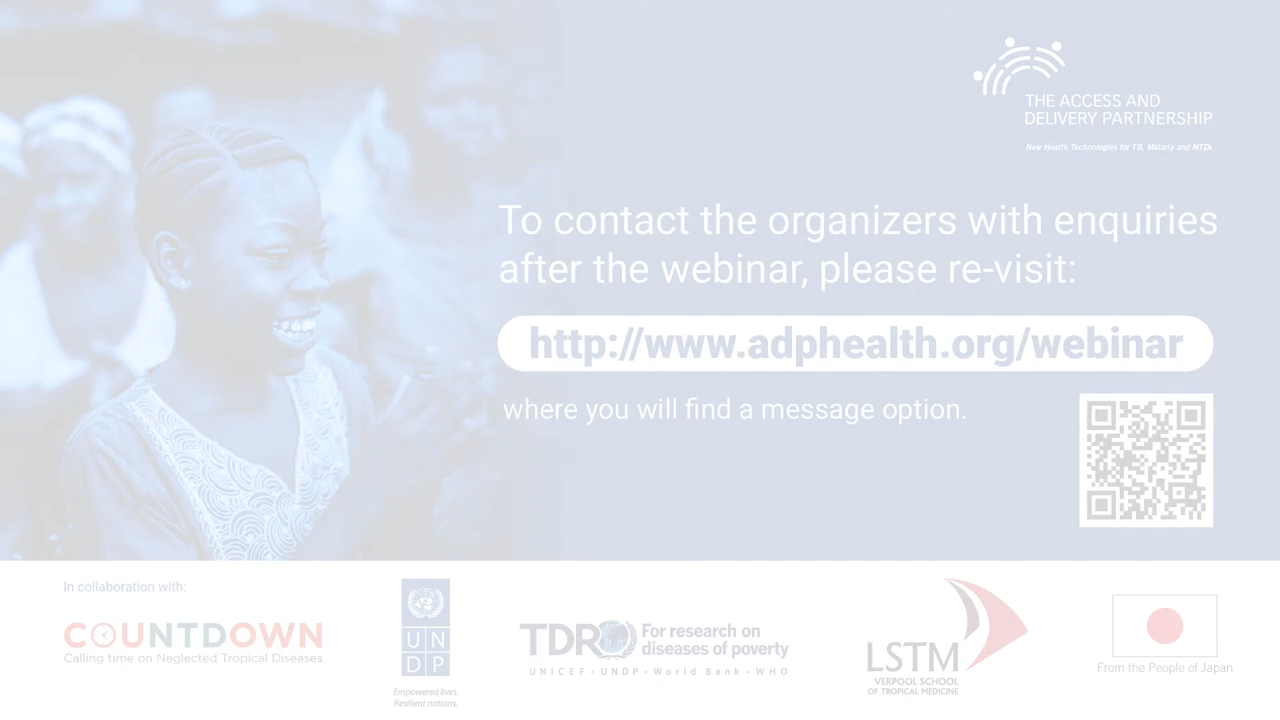 THE ACCESS AND
DELIVERY PARTNERSHIP
New Health Technologies for TB, Malaria and NTDs
To contact the organizers with enquiries
after the webinar, please re-visit:
http://www.adphealth.org/webinar
where you will find a message option.
In collaboration with:
COUNTDOWN
Calling time on Neglected Tropical Diseases
U N
D P
Empowered lives.
Resilient nations.
TDR For research on
diseases of poverty
UNICEF · UNDP · World Bank · WHO
LSTM
VERPOOL SCHOOL
OF TROPICAL MEDICINE
From the People of Japan